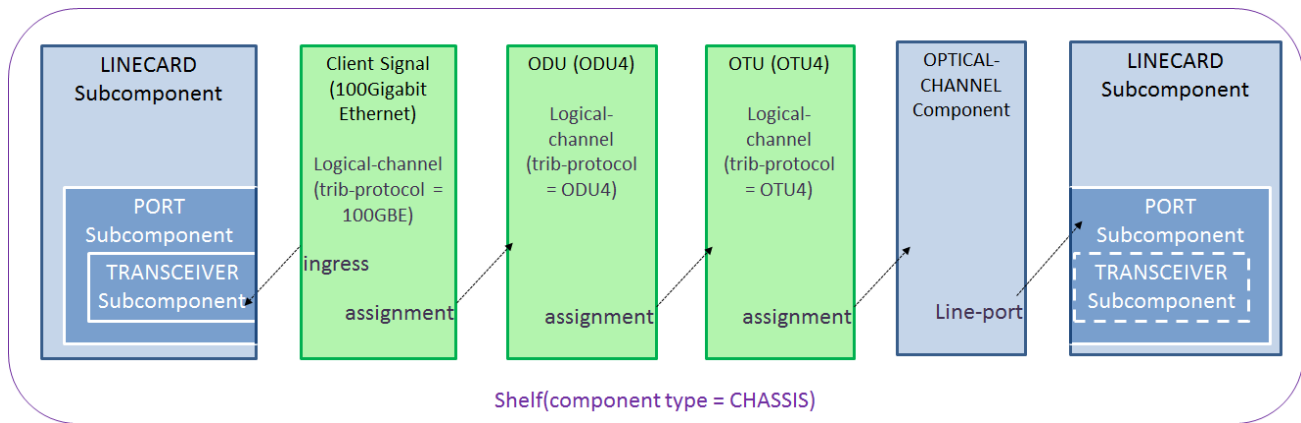 LINECARD
Subcomponent
PORT
Subcomponent
TRANSCEIVER
Subcomponent
Client Signal
(100Gigabit
Ethernet)
Logical-channel
(trib-protocol =
100GBE)
ingress
assignment
ODU (ODU4)
Logical-
channel
(trib-protocol
= ODU4)
assignment
OTU (OTU4)
Logical-
channel
(trib-protocol
= OTU4)
assignment
OPTICAL-
CHANNEL
Component
Line-port
LINECARD
Subcomponent
PORT
Subcomponent
TRANSCEIVER
Subcomponent
Shelf(component type = CHASSIS)